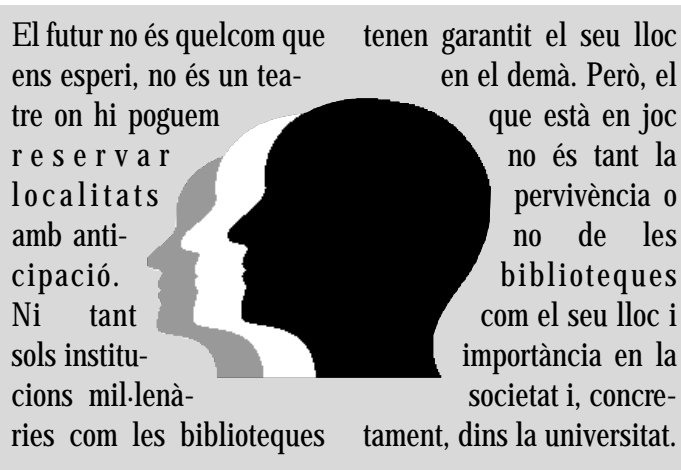 El futur no és quelcom que
ens esperi, no és un tea-
tre on hi poguem
reservar
localitats
amb anti-
cipació.
Ni tant
sols institu-
cions mil·lenà-
ries com les biblioteques
tenen garantit el seu lloc
en el demà. Però, el
que està en joc
no és tant la
pervivència o
no de les
biblioteques
com el seu lloc i
importància en la
societat i, concre-
tament, dins la universitat.